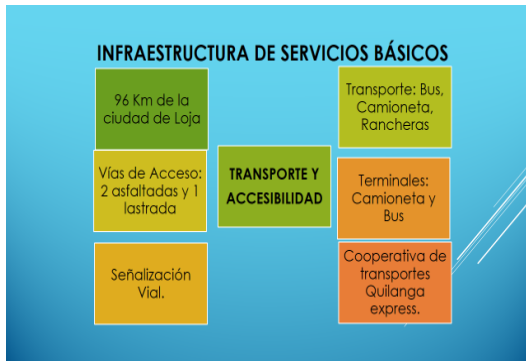 INFRAESTRUCTURA DE SERVICIOS BÁSICOS
96 Km de la
ciudad de Loja
Vías de Acceso:
2 asfaltadas y 1
lastrada
Señalización
Vial.
TRANSPORTE Y
ACCESIBILIDAD
Transporte: Bus,
Camioneta,
Rancheras
Terminales:
Camioneta y
Bus
Cooperativa de
transportes
Quilanga
express.